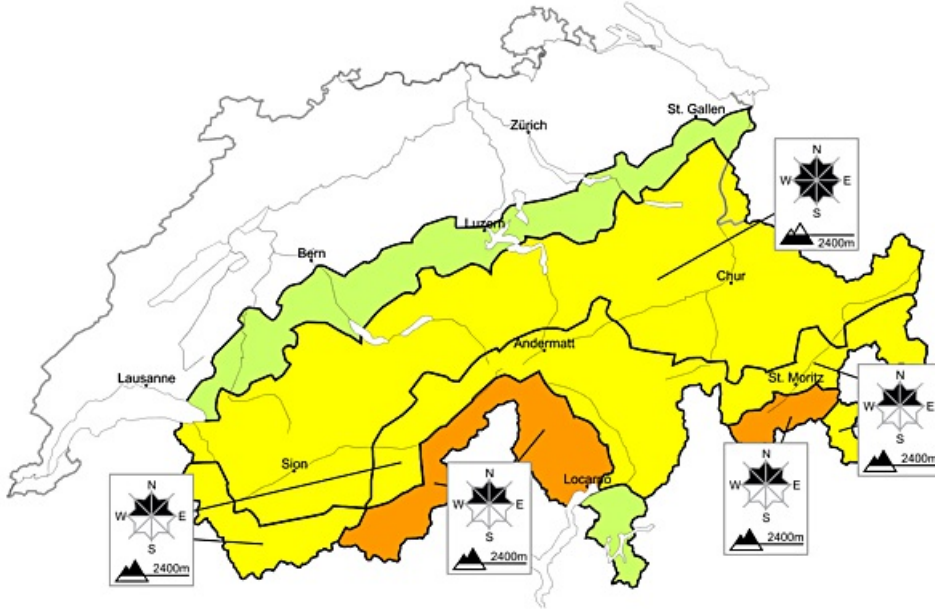 St. Gallen
Zürich
N
W E
S
2400m
Luzern
Bern
Chur
Andermatt
Lausanne
St. Moritz
N
W E
S
2400m
Sion
N
W E
S
2400m
Locarno
N
W E
S
2400m
N
W E
S
2400m